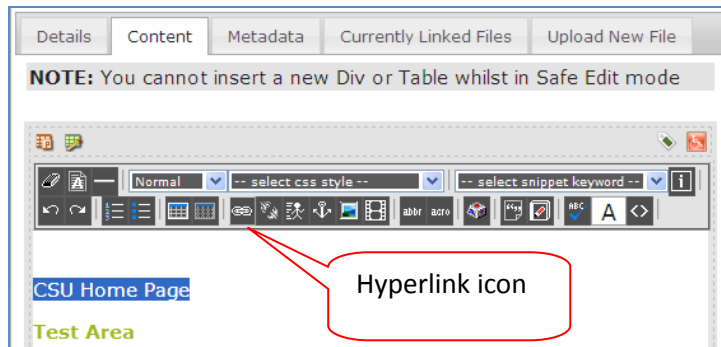 Details Content Metadata Currently Linked Files Upload New File
NOTE: You cannot insert a new Div or Table whilst in Safe Edit mode
Normal -- select css style -- -- select snippet keyword -- i
abbr acro ABC A <>
CSU Home Page
Hyperlink icon
Test Area